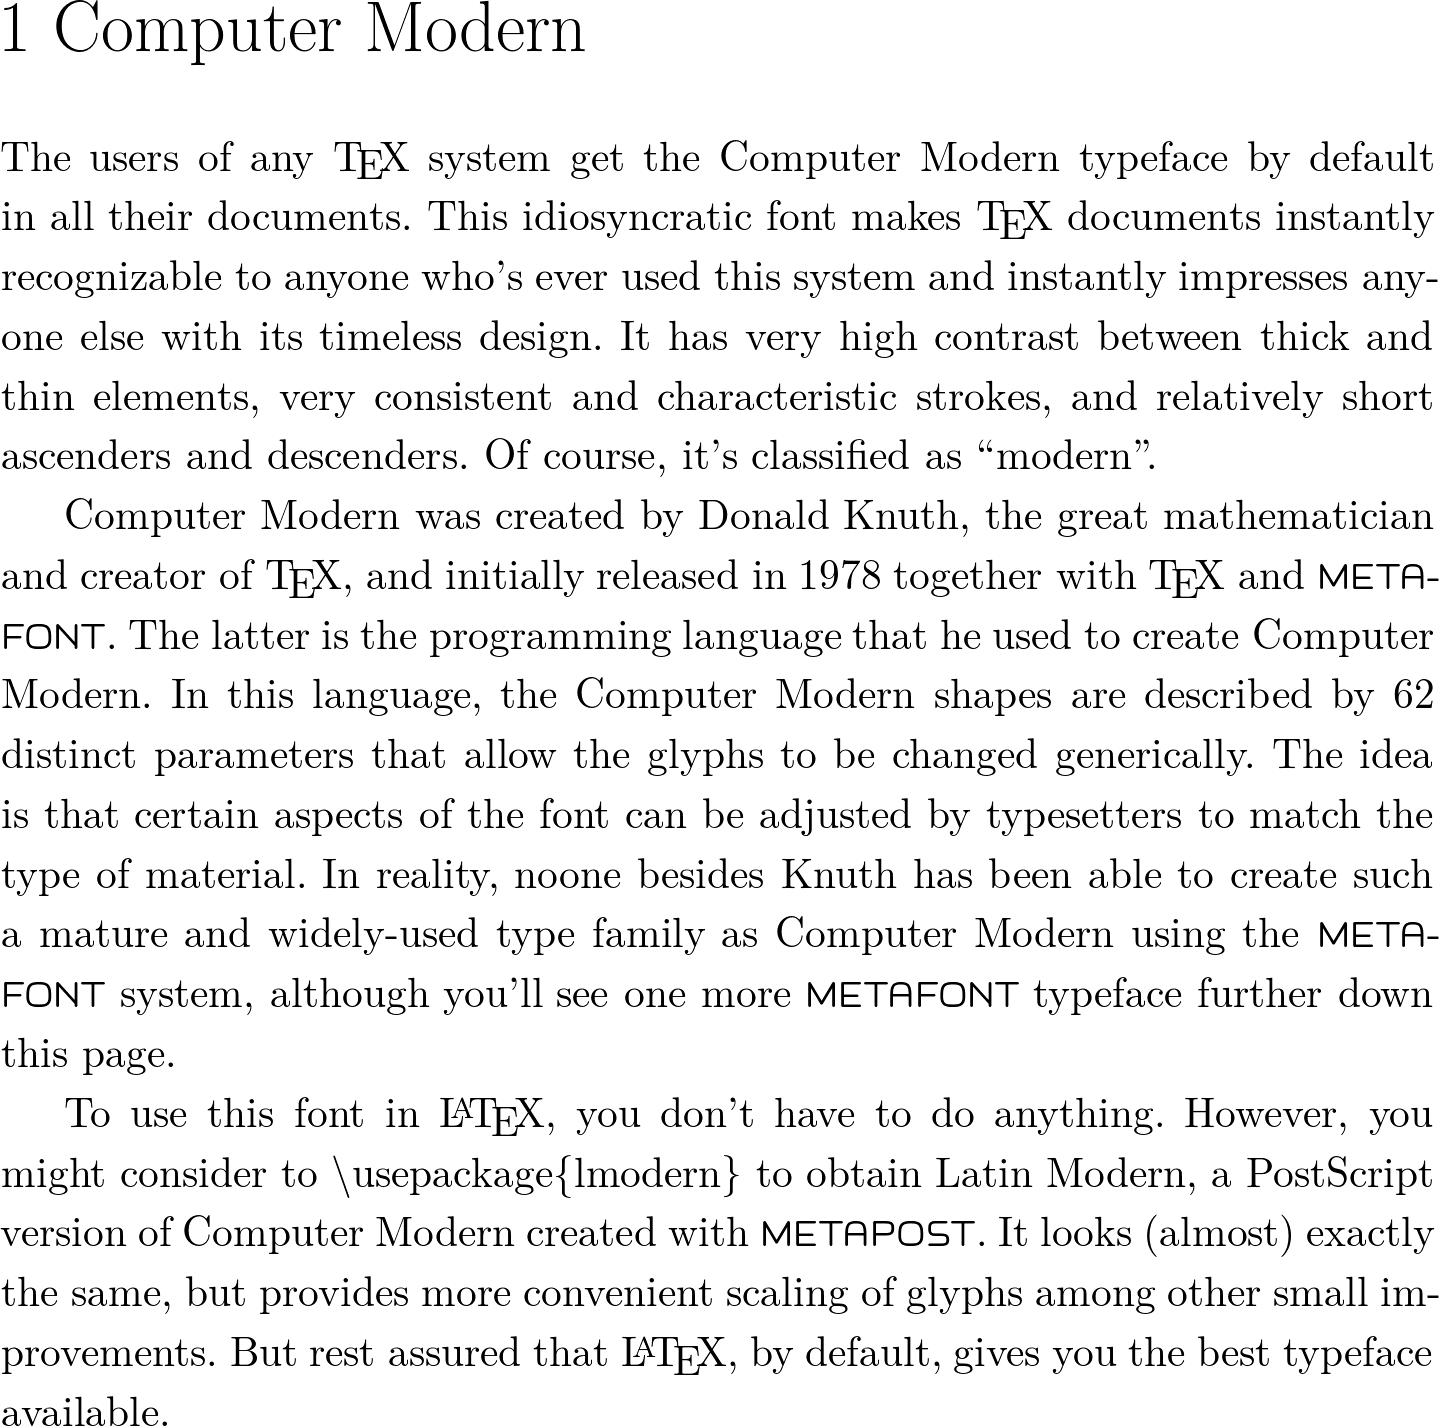 1 Computer Modern
The users of any TEX system get the Computer Modern typeface by default
in all their documents. This idiosyncratic font makes TEX documents instantly
recognizable to anyone who’s ever used this system and instantly impresses any-
one else with its timeless design. It has very high contrast between thick and
thin elements, very consistent and characteristic strokes, and relatively short
ascenders and descenders. Of course, it’s classified as “modern”.
Computer Modern was created by Donald Knuth, the great mathematician
and creator of TEX, and initially released in 1978 together with TEX and META-
FONT. The latter is the programming language that he used to create Computer
Modern. In this language, the Computer Modern shapes are described by 62
distinct parameters that allow the glyphs to be changed generically. The idea
is that certain aspects of the font can be adjusted by typesetters to match the
type of material. In reality, noone besides Knuth has been able to create such
a mature and widely-used type family as Computer Modern using the META-
FONT system, although you’ll see one more METAFONT typeface further down
this page.
To use this font in LATEX, you don’t have to do anything. However, you
might consider to \usepackage{lmodern} to obtain Latin Modern, a PostScript
version of Computer Modern created with METAPOST. It looks (almost) exactly
the same, but provides more convenient scaling of glyphs among other small im-
provements. But rest assured that LATEX, by default, gives you the best typeface
available.